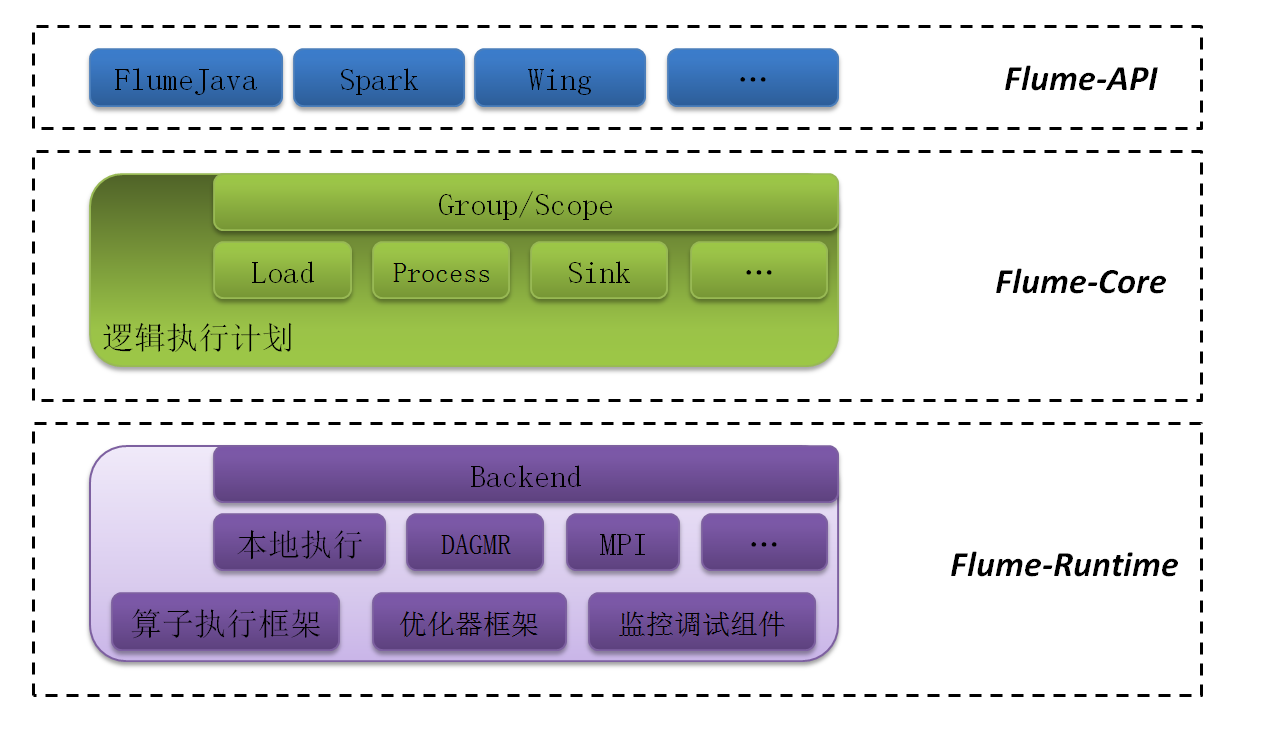 FlumeJava
Spark
Wing
…
Flume-API
Group/Scope
Load
Process
Sink
…
逻辑执行计划
Flume-Core
Backend
本地执行
DAGMR
MPI
…
算子执行框架
优化器框架
监控调试组件
Flume-Runtime